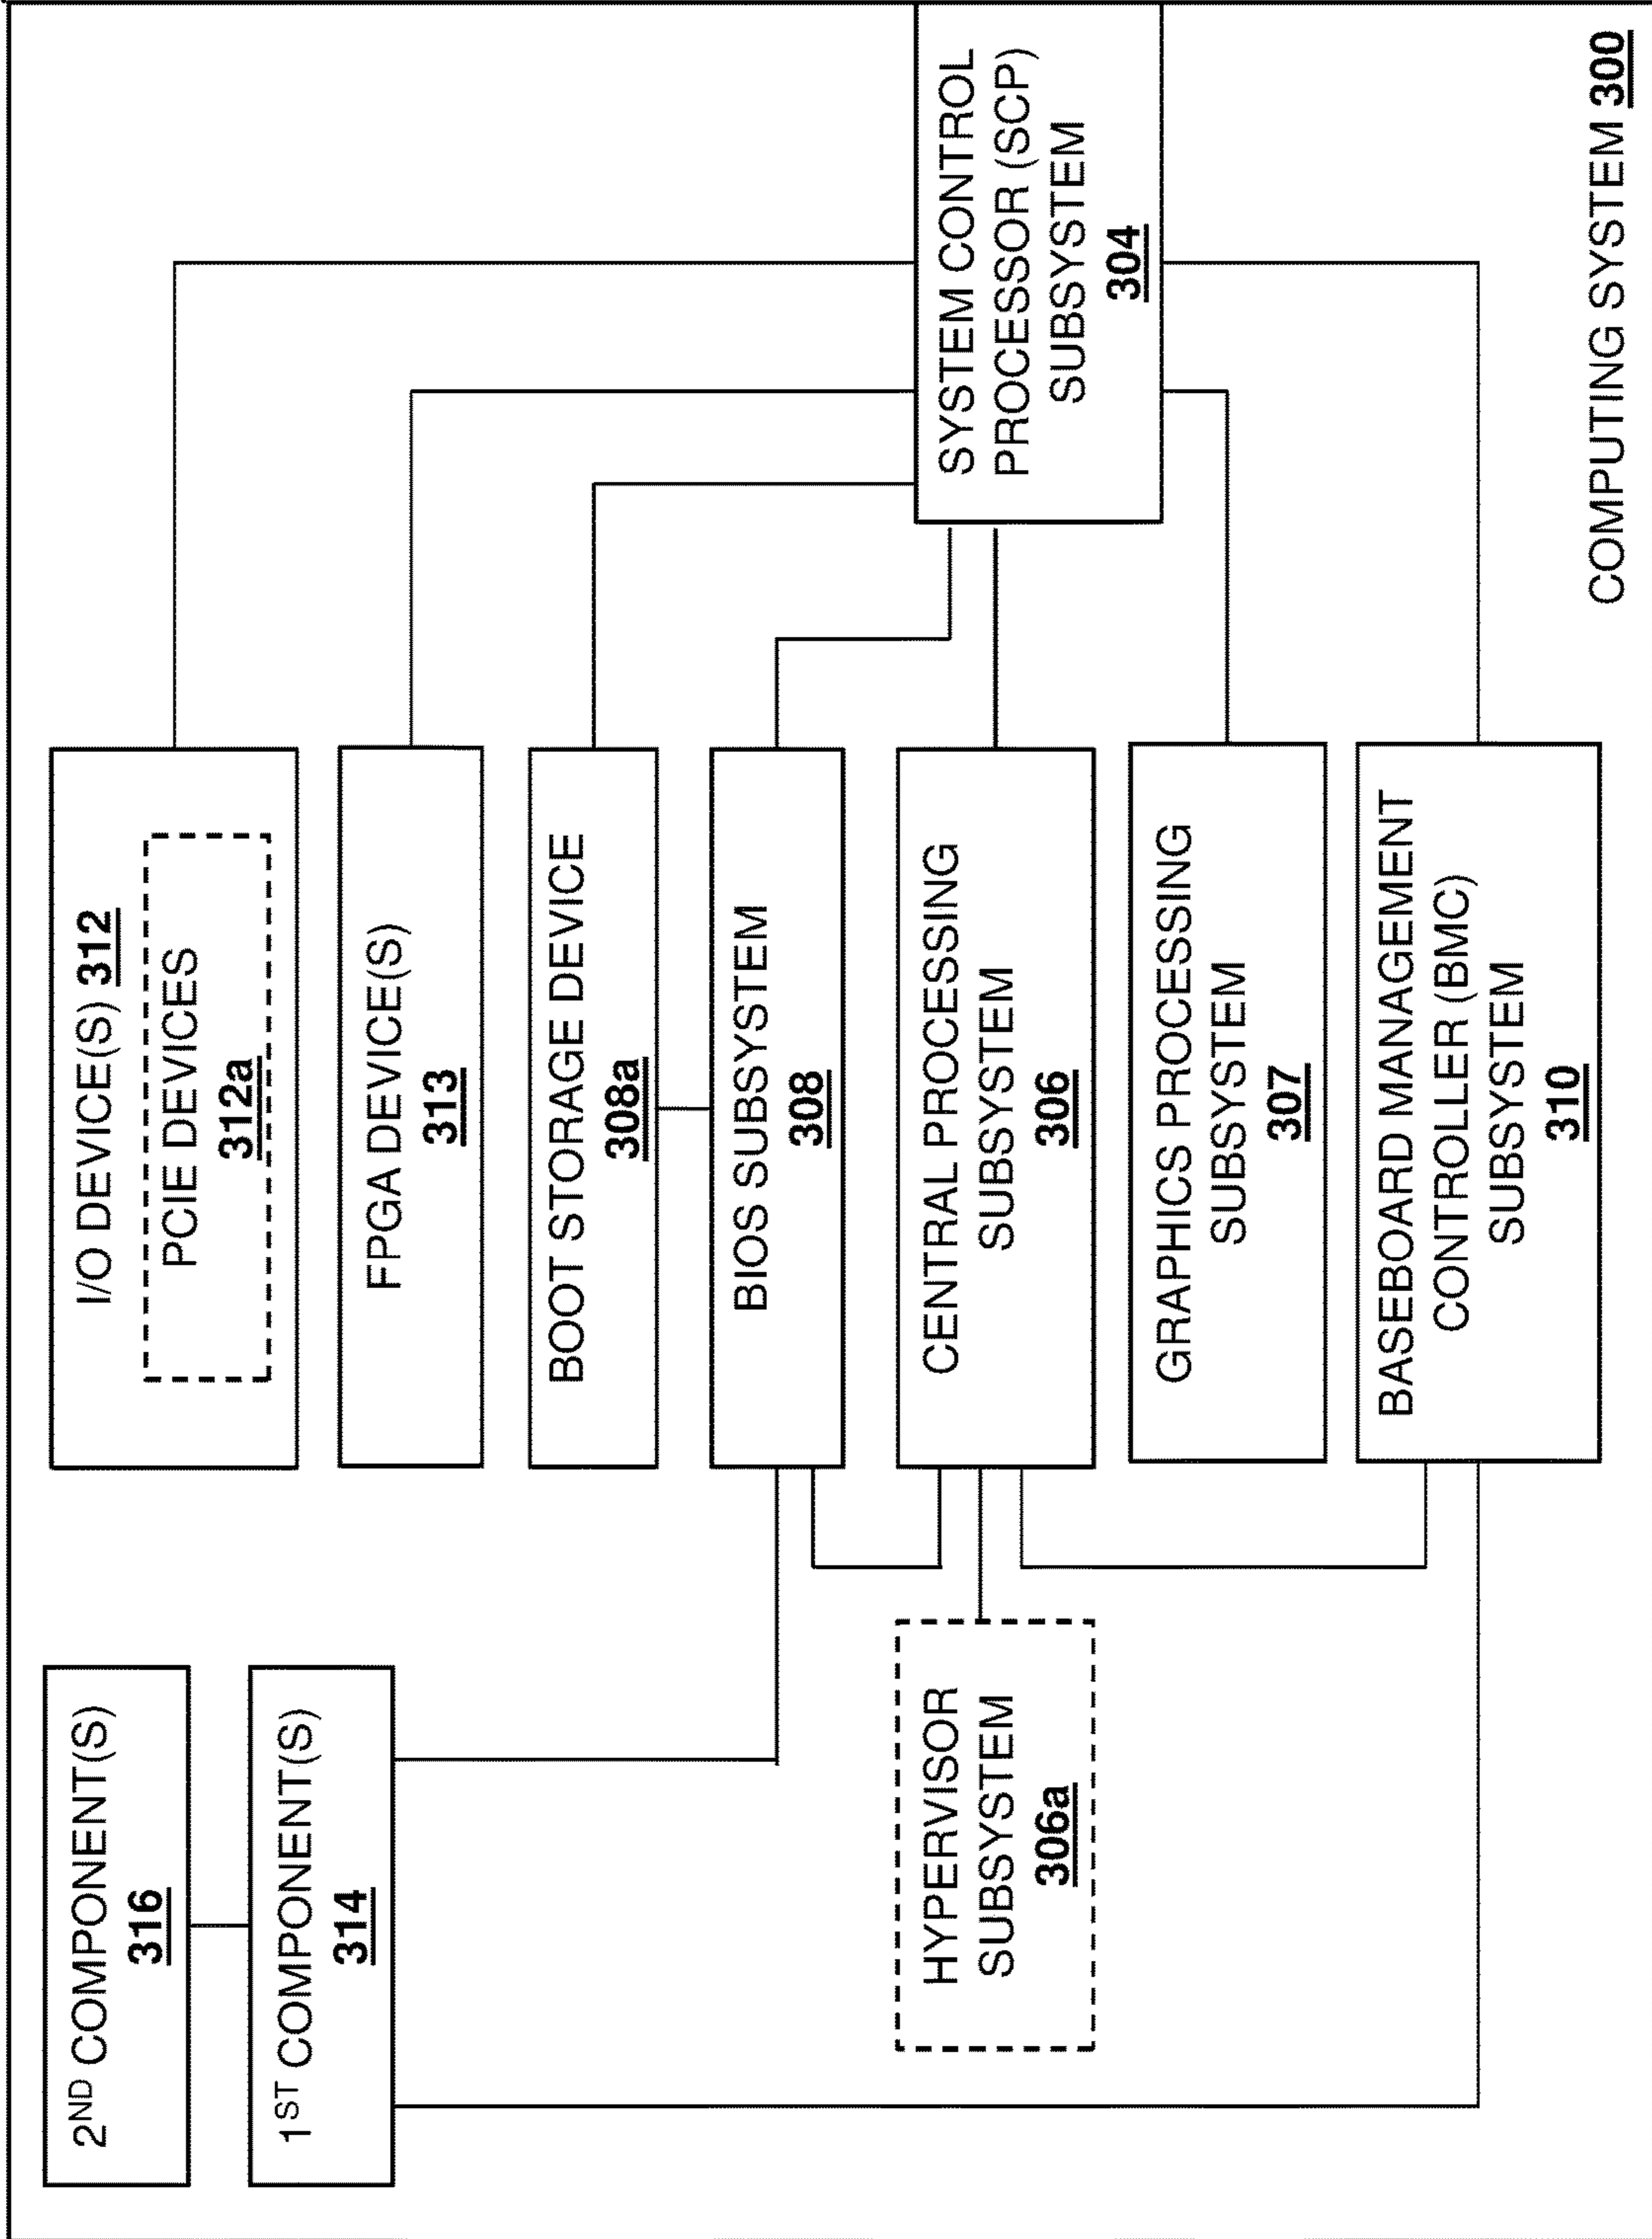 2ND COMPONENT(S)
316
1ST COMPONENT(S)
314
HYPERVISOR
SUBSYSTEM
306a
I/O DEVICE(S) 312
PCIE DEVICES
312a
FPGA DEVICE(S)
313
BOOT STORAGE DEVICE
308a
BIOS SUBSYSTEM
308
CENTRAL PROCESSING
SUBSYSTEM
306
GRAPHICS PROCESSING
SUBSYSTEM
307
BASEBOARD MANAGEMENT
CONTROLLER (BMC)
SUBSYSTEM
310
SYSTEM CONTROL
PROCESSOR (SCP)
SUBSYSTEM
304
COMPUTING SYSTEM 300